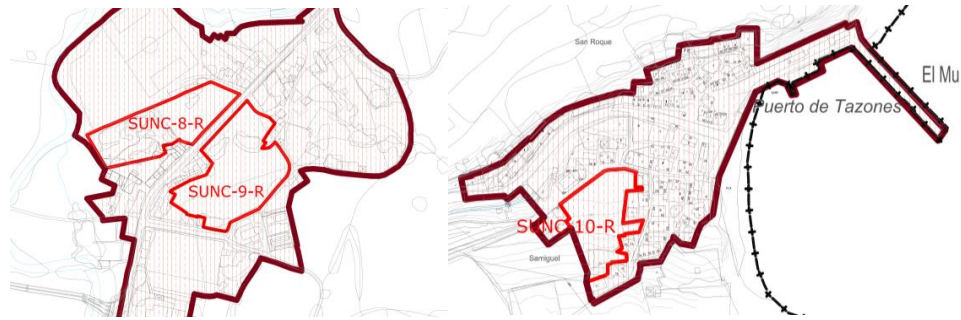 SUNC-8-R
SUNC-9-R
San Roque
El Mu
Puerto de Tazones
SUNC-10-R
Samiguel